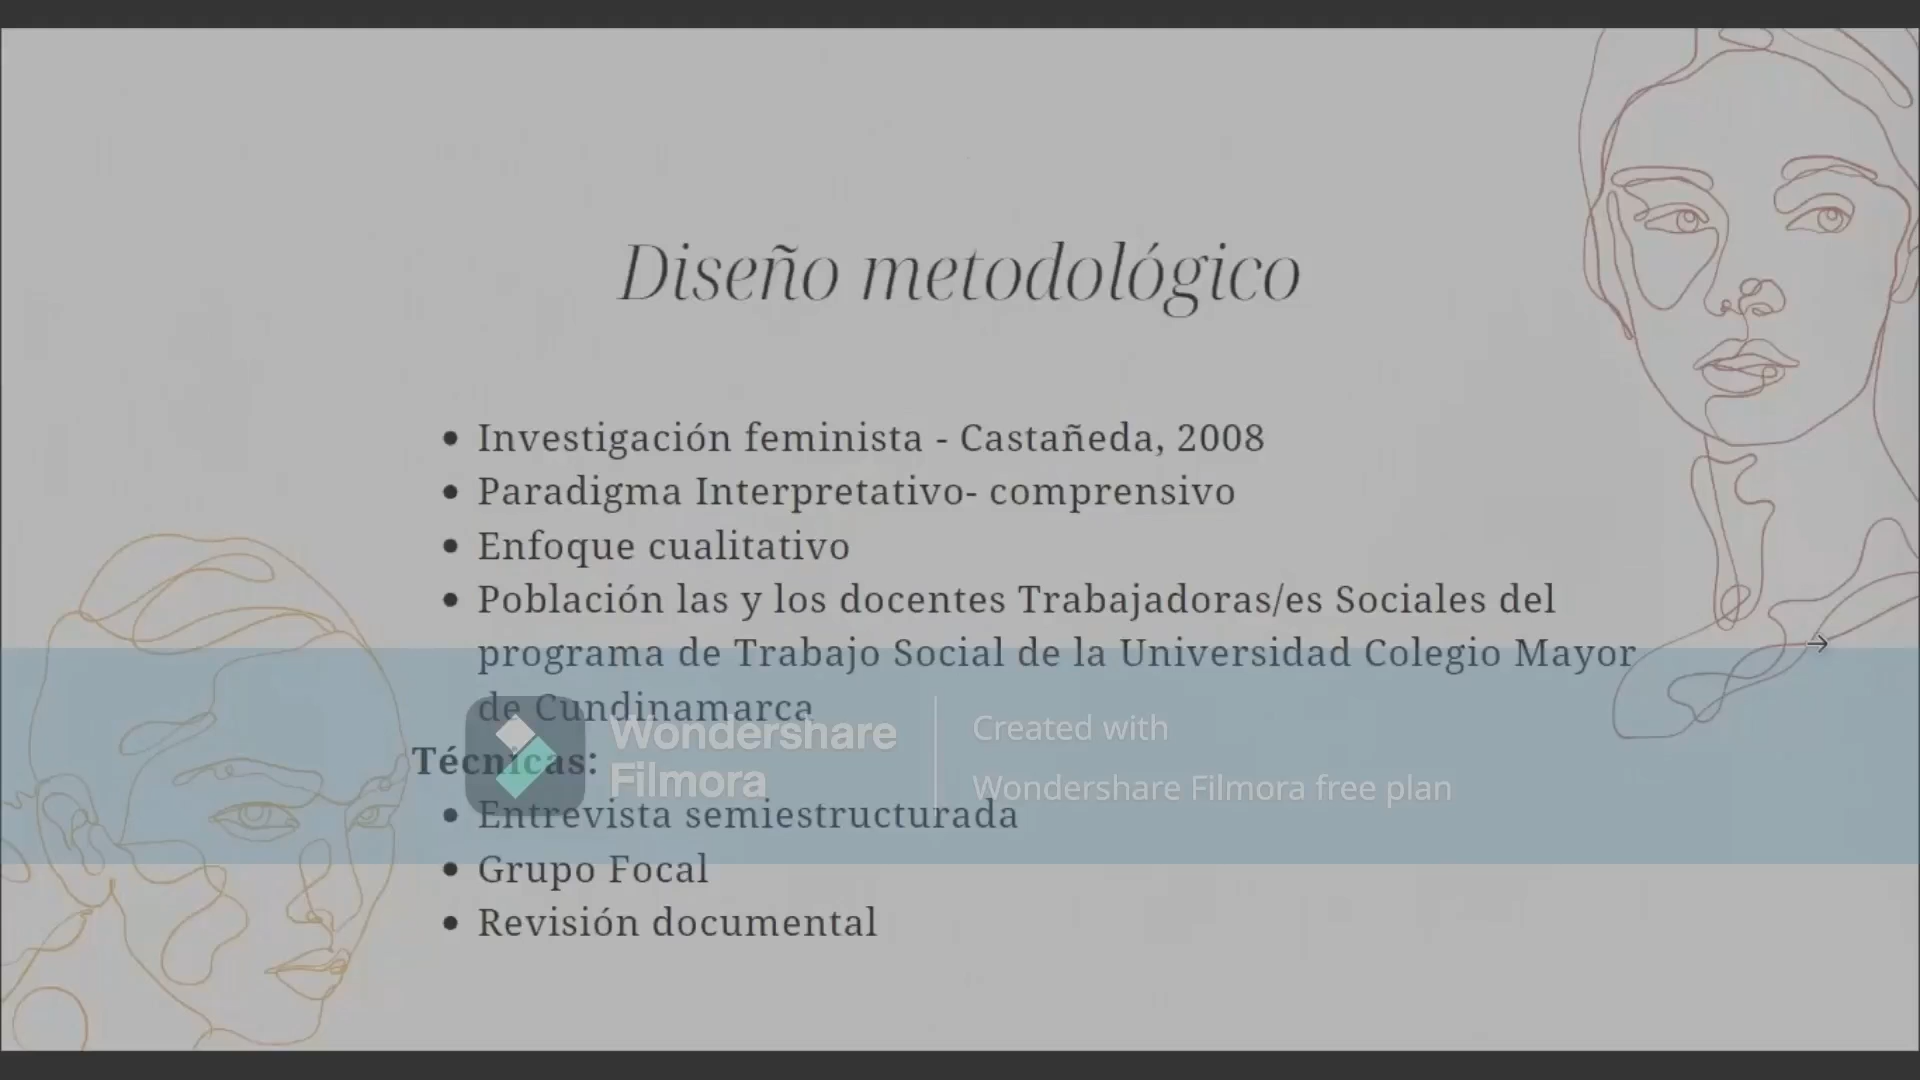 Diseño metodológico
• Investigación feminista - Castañeda, 2008
• Paradigma Interpretativo- comprensivo
• Enfoque cualitativo
• Población las y los docentes Trabajadoras/es Sociales del
programa de Trabajo Social de la Universidad Colegio Mayor
de Cundinamarca
Técnicas:
• Entrevista semiestructurada
• Grupo Focal
• Revisión documental
Wondershare
Filmora
Created with
Wondershare Filmora free plan